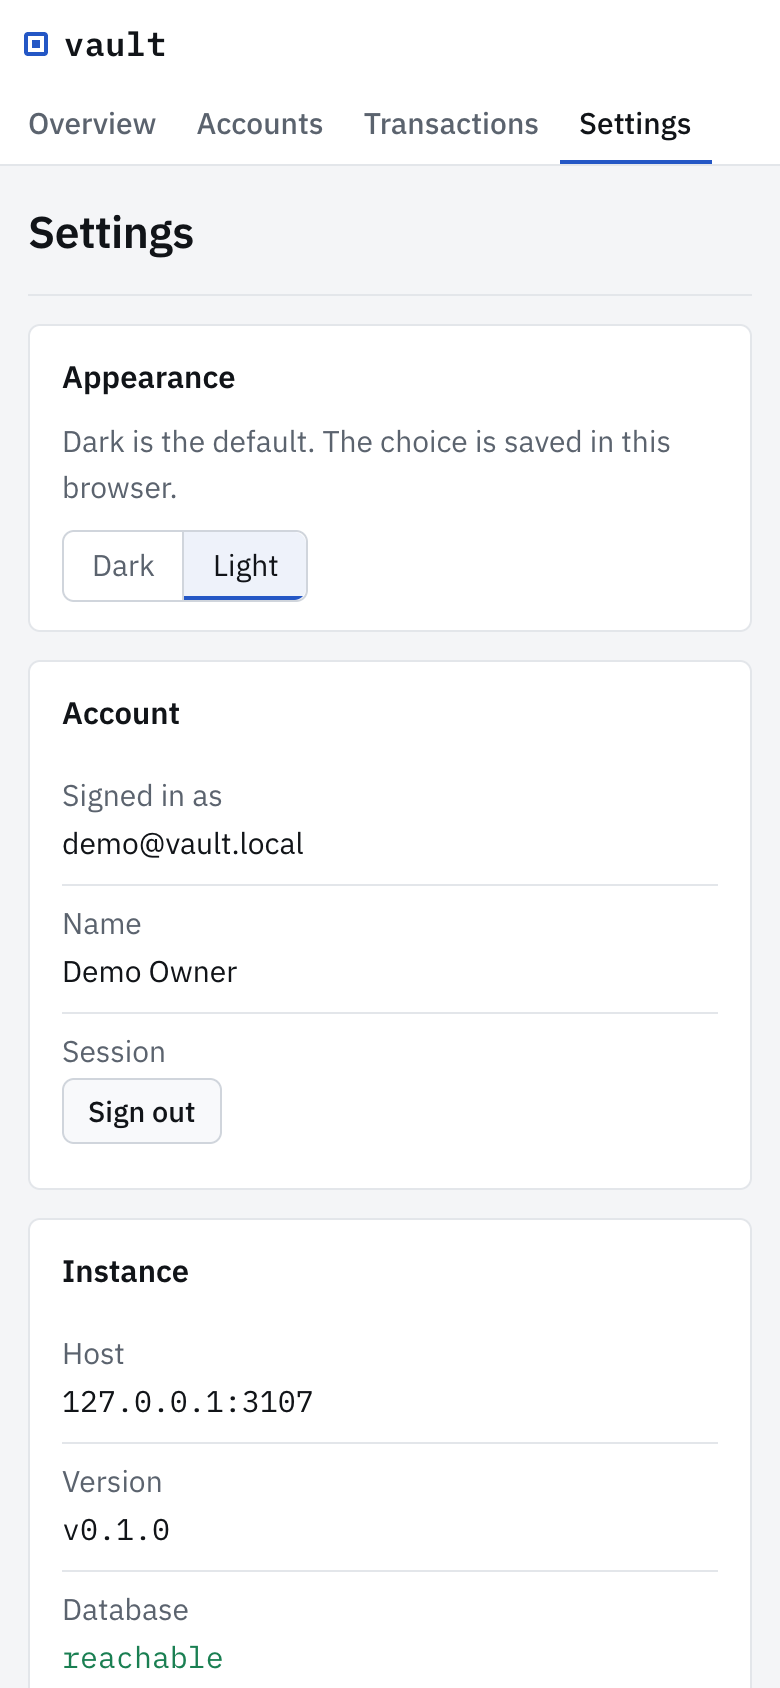 vault
Overview Accounts Transactions Settings
Settings
Appearance
Dark is the default. The choice is saved in this
browser.
Dark Light
Account
Signed in as
demo@vault.local
Name
Demo Owner
Session
Sign out
Instance
Host
127.0.0.1:3107
Version
v0.1.0
Database
reachable